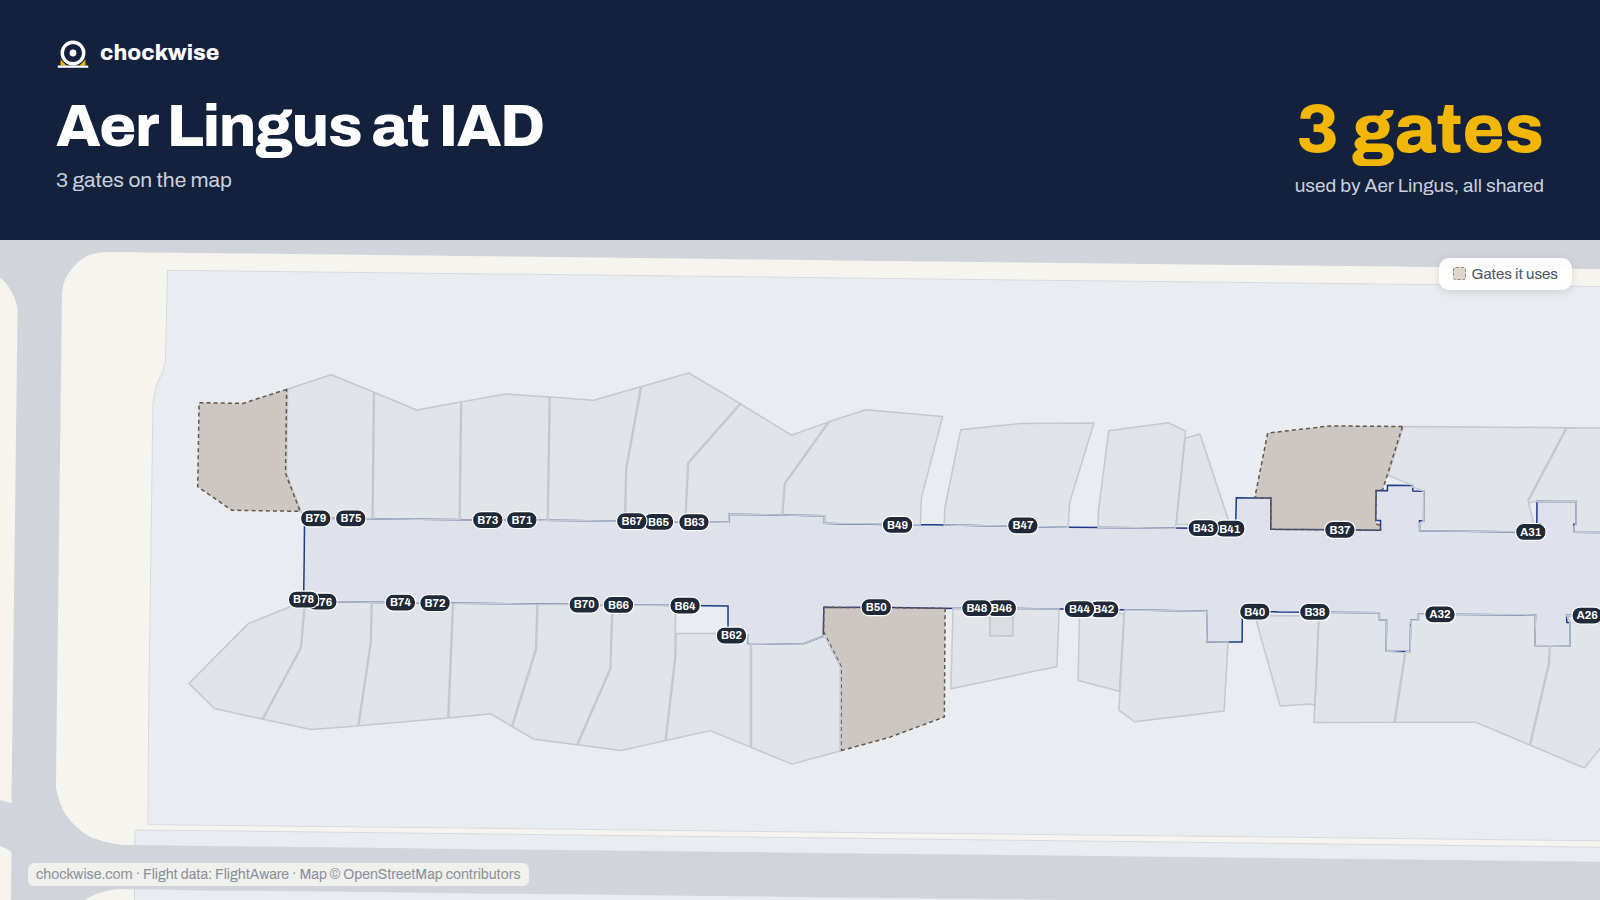 chockwise
Aer Lingus at IAD
3 gates on the map
3 gates
used by Aer Lingus, all shared
Gates it uses
B79 B75 B73 B71 B67 B65 B63 B49 B47 B43 B41 B37 A31
B78 76 B74 B72 B70 B66 B64 B62 B50 B48 B46 B44 B42 B40 B38 A32 A26
chockwise.com · Flight data: FlightAware · Map © OpenStreetMap contributors